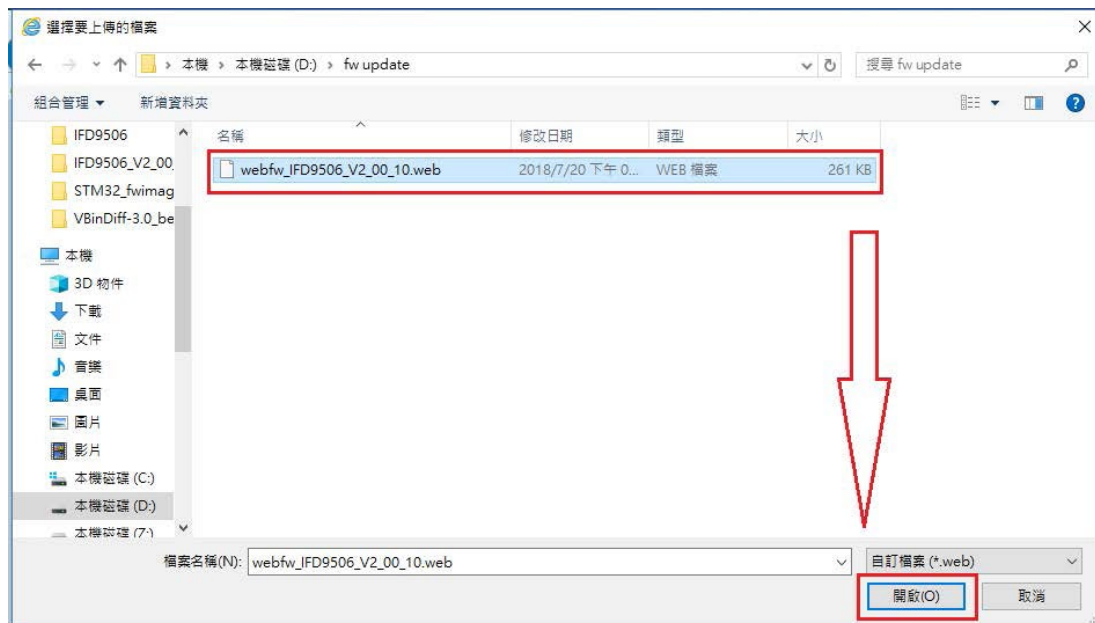 選擇要上傳的檔案
本機 › 本機磁碟 (D:) › fw update
搜尋 fw update
組合管理
新增資料夾
名稱 修改日期 類型 大小
webfw_IFD9506_V2_00_10.web 2018/7/20 下午 0... WEB 檔案 261 KB
IFD9506
IFD9506_V2_00_
STM32_fwimag
VBinDiff-3.0_be
本機
3D 物件
下載
文件
音樂
桌面
圖片
影片
本機磁碟 (C:)
本機磁碟 (D:)
本機磁碟 (Z:)
檔案名稱(N): webfw_IFD9506_V2_00_10.web
自訂檔案 (*.web)
開啟(O) 取消